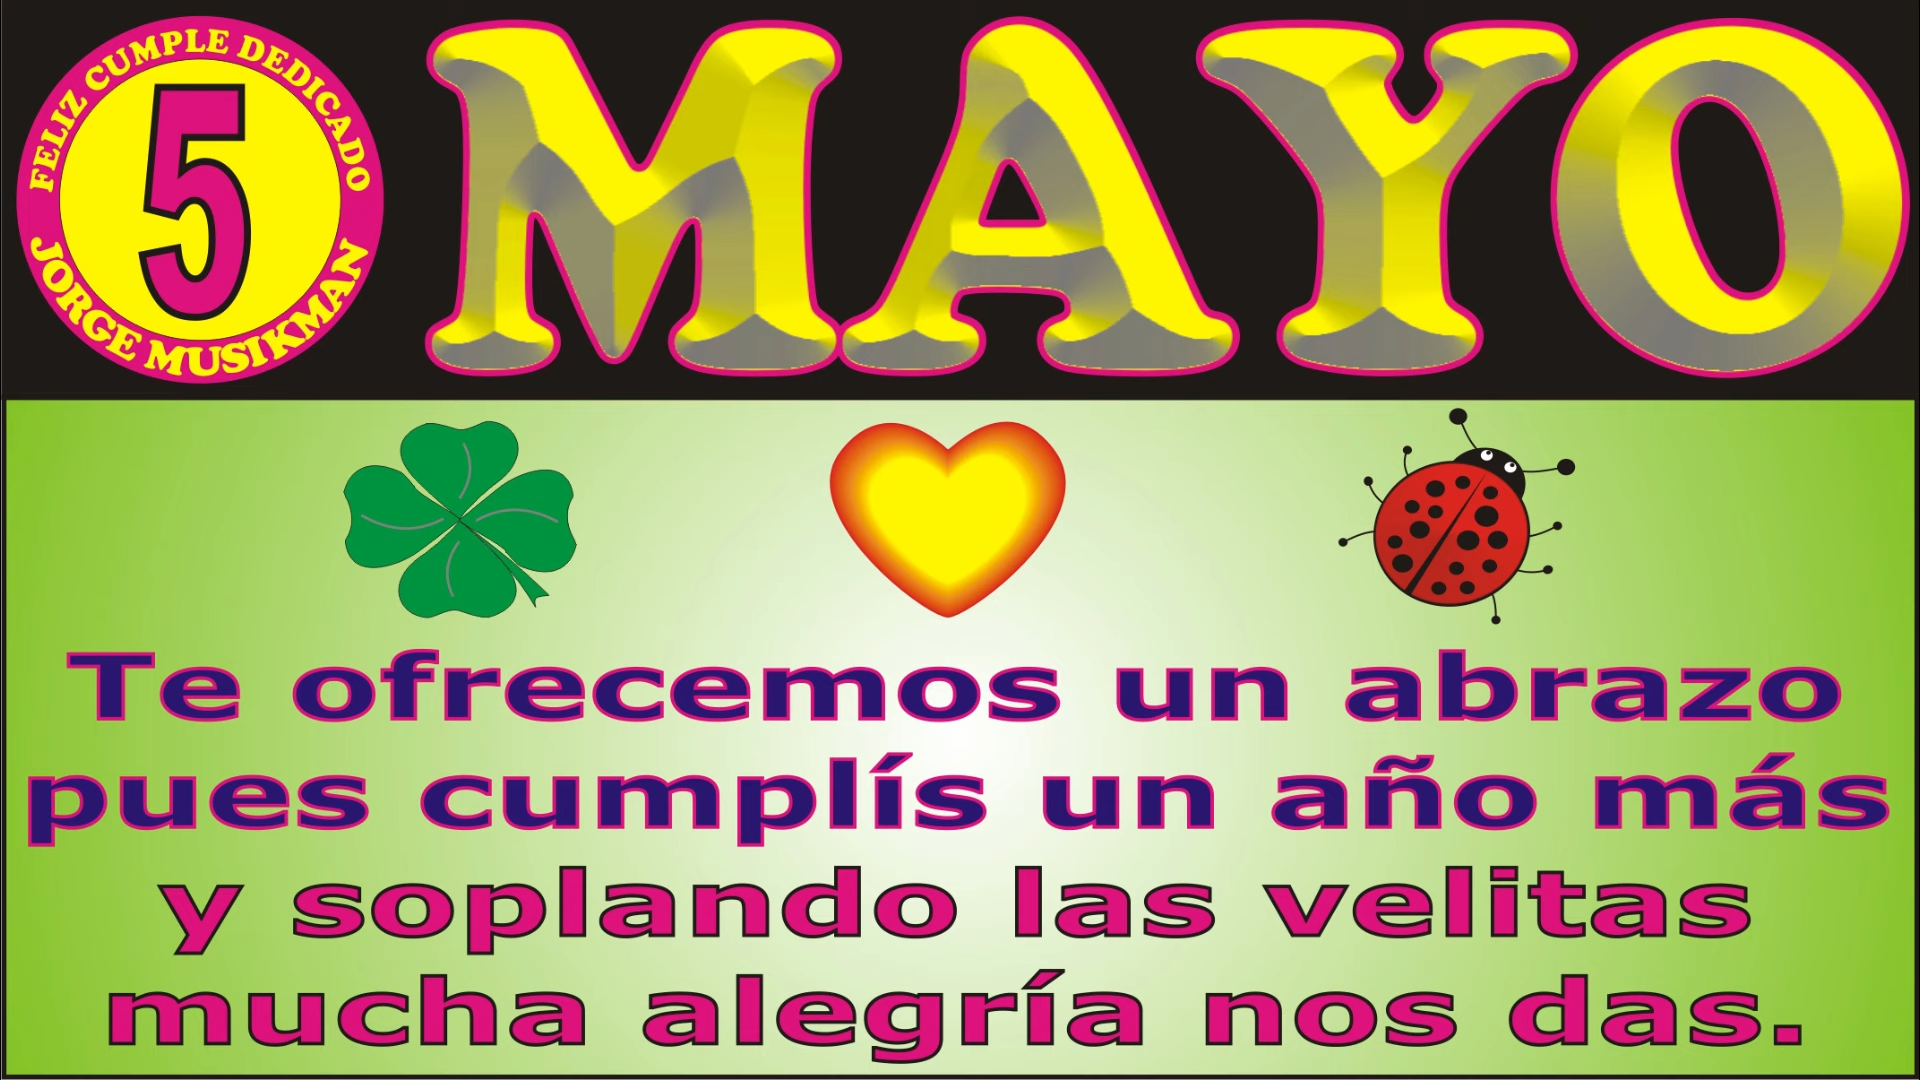 FELIZ CUMPLE DEDICADO
5
JORGE MUSIKMAN
MAYO
Te ofrecemos un abrazo
pues cumplís un año más
y soplando las velitas
mucha alegría nos das.